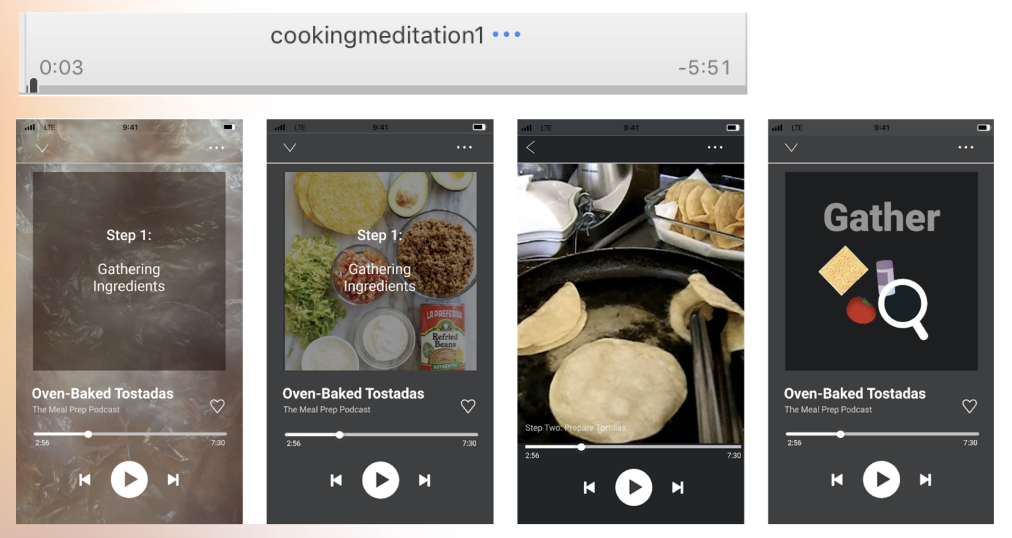 cookingmeditation1 •••
0:03 -5:51
LTE 9:41
Step 1:
Gathering
Ingredients
Oven-Baked Tostadas
The Meal Prep Podcast
2:56 7:30
LTE 9:41
Step 1:
Gathering
Ingredients
LA PREFERIDA
Refried
Beans
AUTHENTIC
Oven-Baked Tostadas
The Meal Prep Podcast
2:56 7:30
LTE 9:41
Step Two: Prepare Tortillas
2:56 7:30
LTE 9:41
Gather
Oven-Baked Tostadas
The Meal Prep Podcast
2:56 7:30